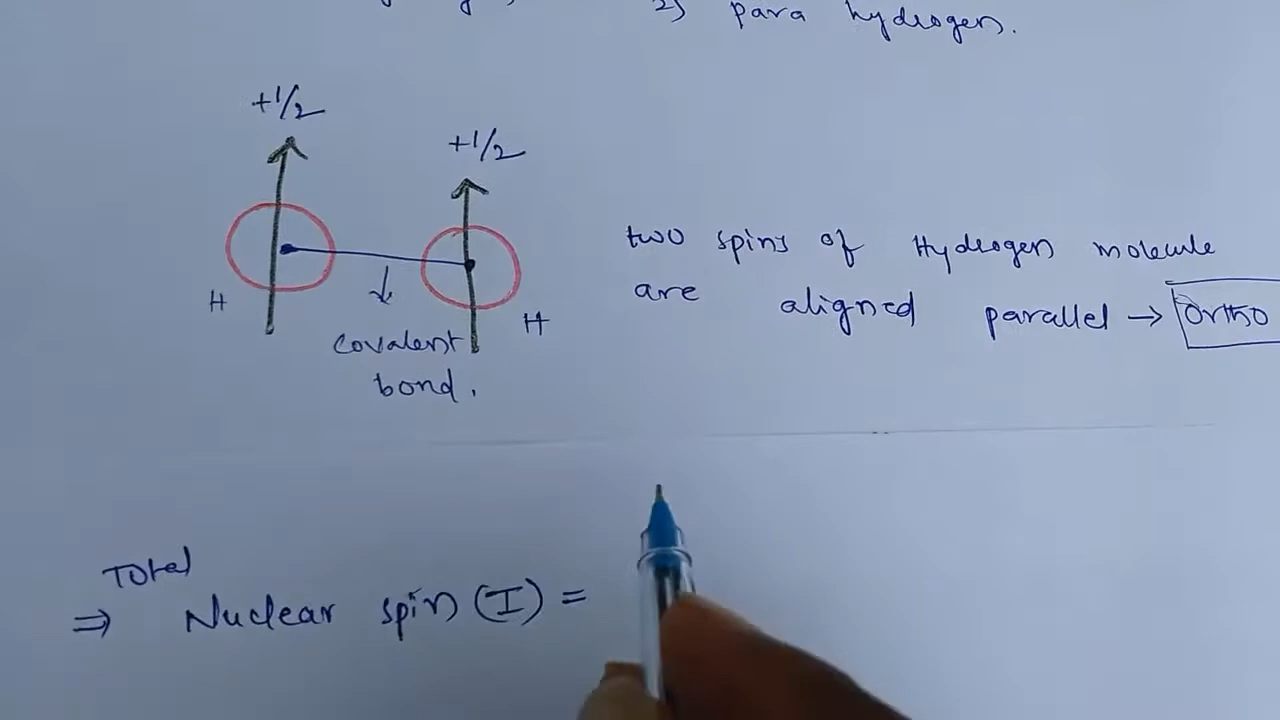 2) para hydrogen.
+1/2
+1/2
two spins of Hydrogen molecule
are aligned parallel → Ortho
H
H
covalent
bond.
Total
⇒ Nuclear spin (I) =